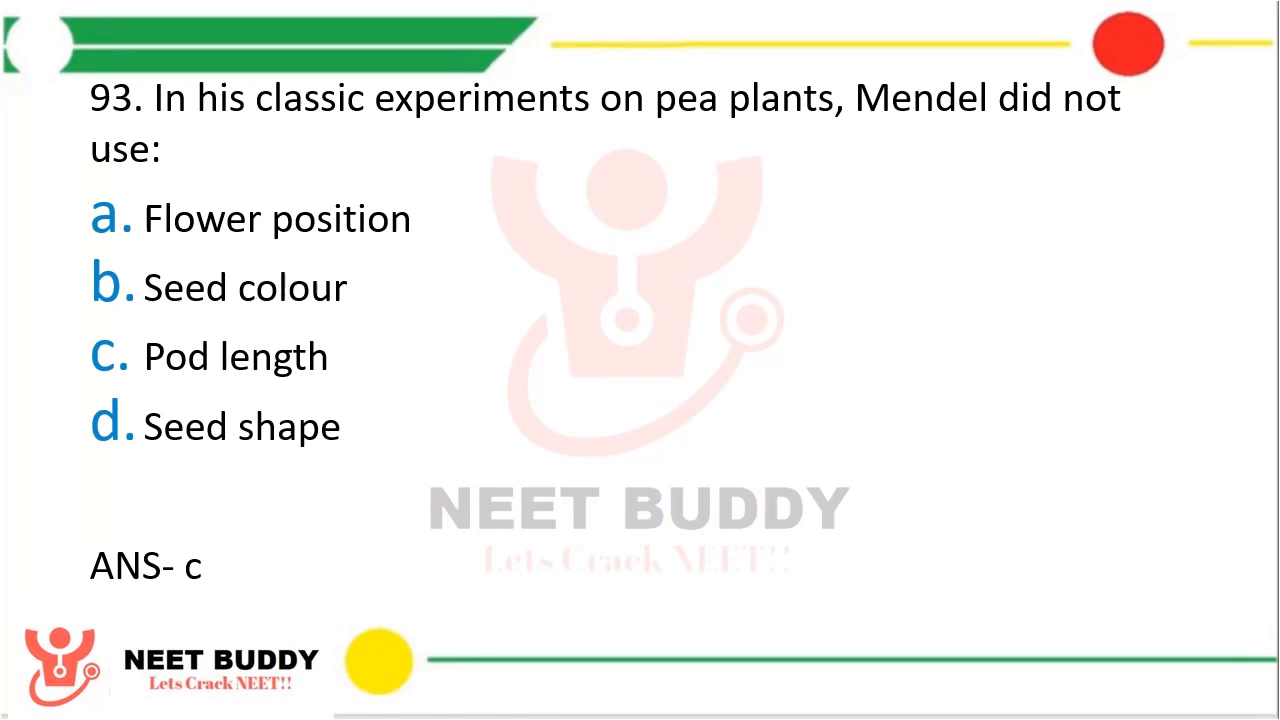 93. In his classic experiments on pea plants, Mendel did not
use:
a. Flower position
b. Seed colour
c. Pod length
d. Seed shape
NEET BUDDY
Lets Crack NEET!!
ANS- c
NEET BUDDY
Lets Crack NEET!!